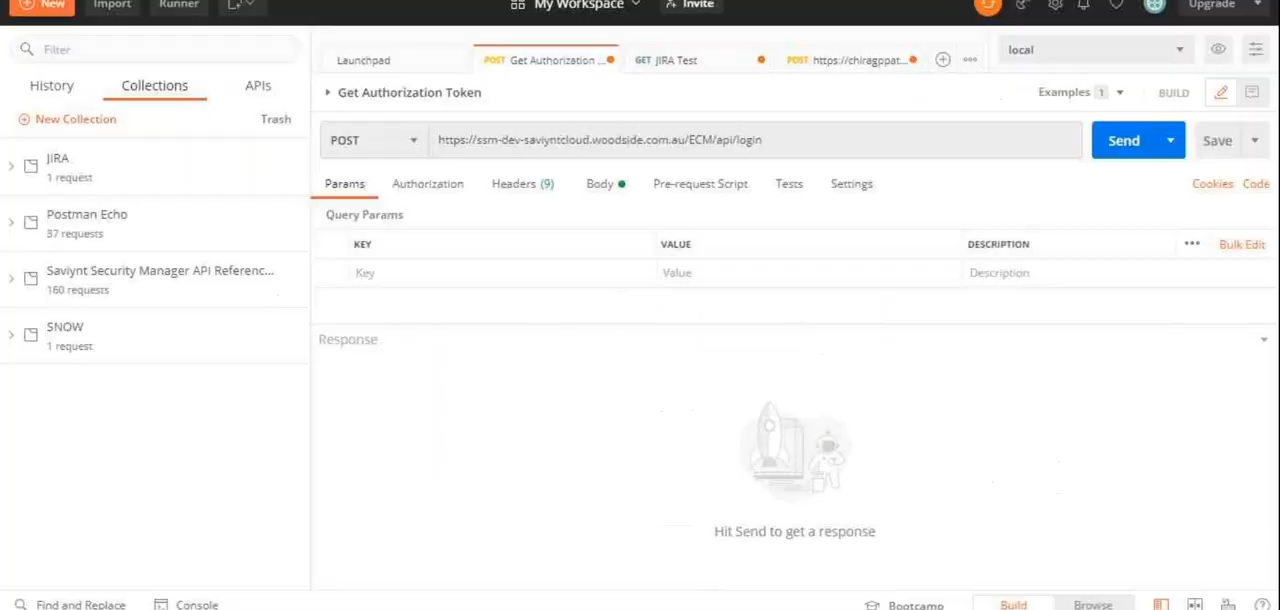 New Import Runner My Workspace Invite Upgrade
Filter
Launchpad POST Get Authorization ... GET JIRA Test POST https://chiragppat... local
History Collections APIs
Get Authorization Token Examples 1 BUILD
New Collection Trash
POST https://ssm-dev-saviyntcloud.woodside.com.au/ECM/api/login Send Save
JIRA
1 request
Params Authorization Headers (9) Body Pre-request Script Tests Settings Cookies Code
Postman Echo
37 requests
Query Params
KEY VALUE DESCRIPTION ••• Bulk Edit
Key Value Description
Saviynt Security Manager API Referenc...
160 requests
SNOW
1 request
Response
Hit Send to get a response
Find and Replace Console Bootcamp Build Browse